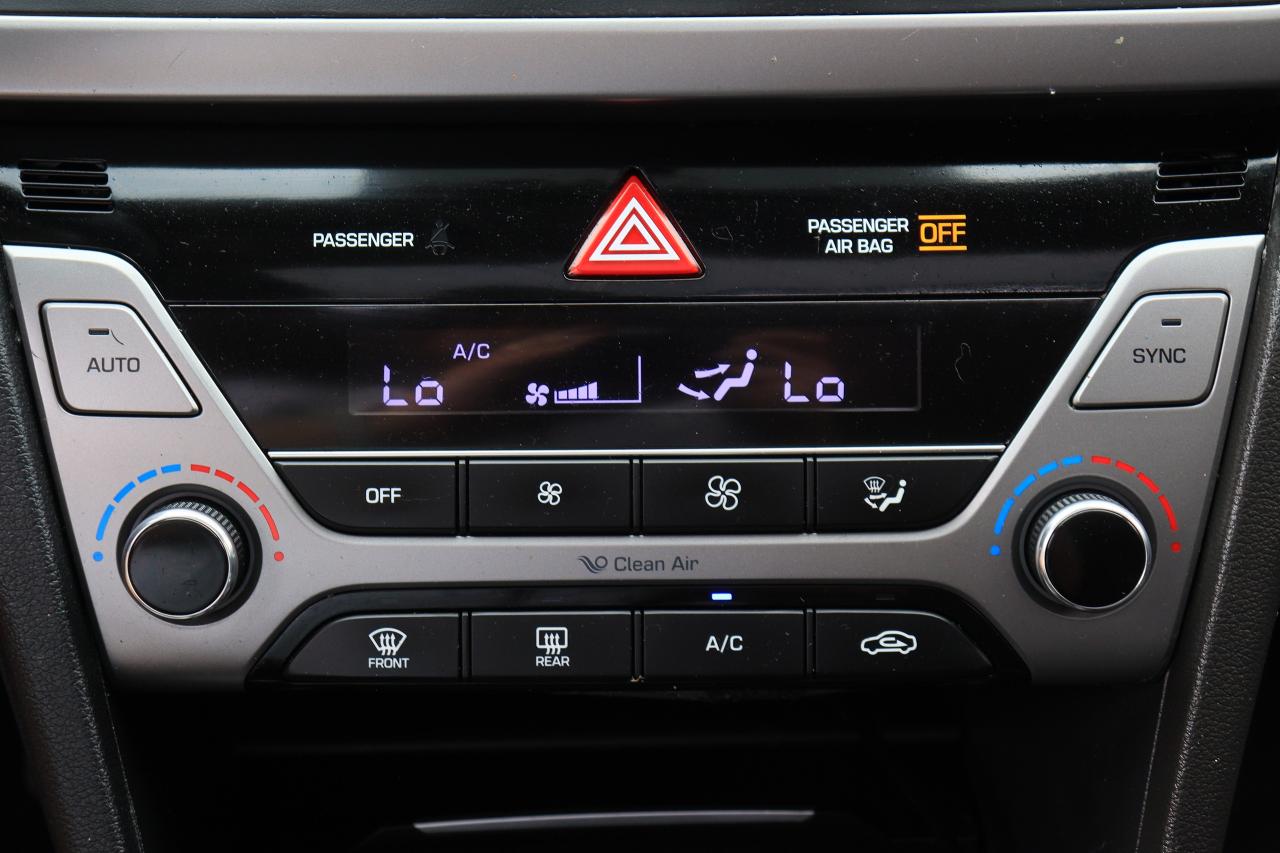 PASSENGER
PASSENGER
AIR BAG
OFF
AUTO
A/C
Lo
Lo
SYNC
OFF
Clean Air
FRONT
REAR
A/C